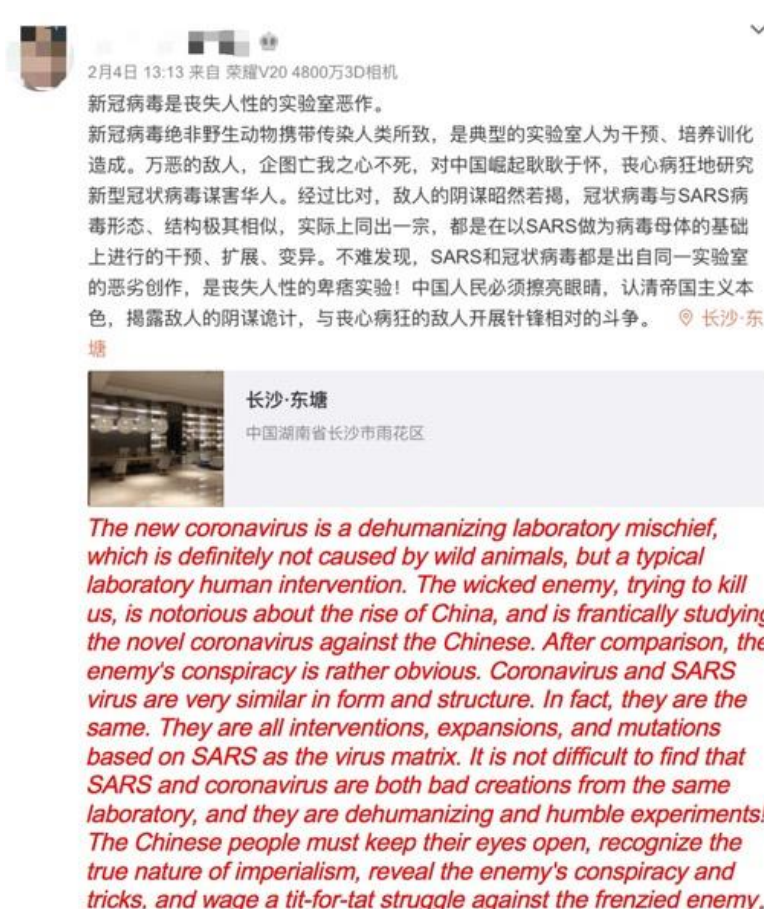 2月4日 13:13 来自 荣耀V20 4800万3D相机
新冠病毒是丧失人性的实验室恶作。
新冠病毒绝非野生动物携带传染人类所致，是典型的实验室人为干预、培养训化
造成。万恶的敌人，企图亡我之心不死，对中国崛起耿耿于怀，丧心病狂地研究
新型冠状病毒谋害华人。经过比对，敌人的阴谋昭然若揭，冠状病毒与SARS病
毒形态、结构极其相似，实际上同出一宗，都是在以SARS做为病毒母体的基础
上进行的干预、扩展、变异。不难发现，SARS和冠状病毒都是出自同一实验室
的恶劣创作，是丧失人性的卑痞实验！中国人民必须擦亮眼睛，认清帝国主义本
色，揭露敌人的阴谋诡计，与丧心病狂的敌人开展针锋相对的斗争。 长沙·东
塘
长沙·东塘
中国湖南省长沙市雨花区
The new coronavirus is a dehumanizing laboratory mischief,
which is definitely not caused by wild animals, but a typical
laboratory human intervention. The wicked enemy, trying to kill
us, is notorious about the rise of China, and is frantically studying
the novel coronavirus against the Chinese. After comparison, the
enemy's conspiracy is rather obvious. Coronavirus and SARS
virus are very similar in form and structure. In fact, they are the
same. They are all interventions, expansions, and mutations
based on SARS as the virus matrix. It is not difficult to find that
SARS and coronavirus are both bad creations from the same
laboratory, and they are dehumanizing and humble experiments!
The Chinese people must keep their eyes open, recognize the
true nature of imperialism, reveal the enemy's conspiracy and
tricks, and wage a tit-for-tat struggle against the frenzied enemy.